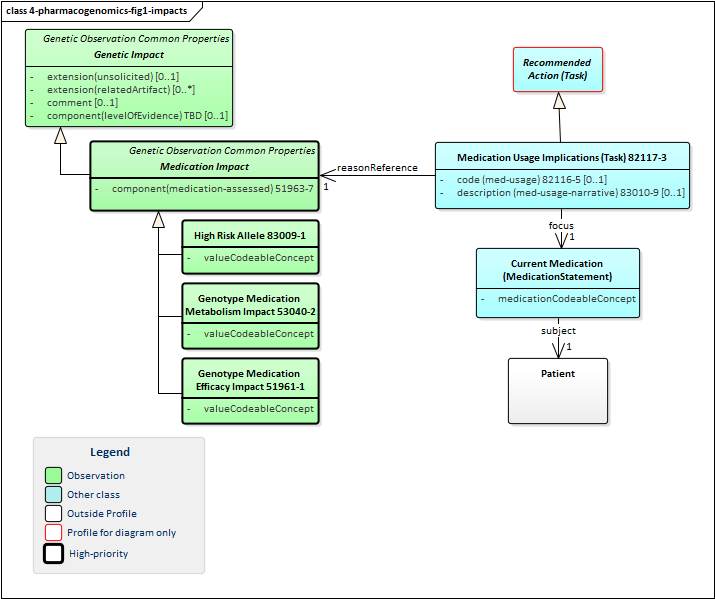 class 4-pharmacogenomics-fig1-impacts
Genetic Observation Common Properties
Genetic Impact
- extension(unsolicited) [0..1]
- extension(relatedArtifact) [0..*]
- comment [0..1]
- component(levelOfEvidence) TBD [0..1]
Recommended
Action (Task)
Genetic Observation Common Properties
Medication Impact
- component(medication-assessed) 51963-7
reasonReference
1
Medication Usage Implications (Task) 82117-3
- code (med-usage) 82116-5 [0..1]
- description (med-usage-narrative) 83010-9 [0..1]
High Risk Allele 83009-1
- valueCodeableConcept
focus
1
Genotype Medication
Metabolism Impact 53040-2
- valueCodeableConcept
Current Medication
(MedicationStatement)
- medicationCodeableConcept
subject
1
Genotype Medication
Efficacy Impact 51961-1
- valueCodeableConcept
Patient
Legend
Observation
Other class
Outside Profile
Profile for diagram only
High-priority